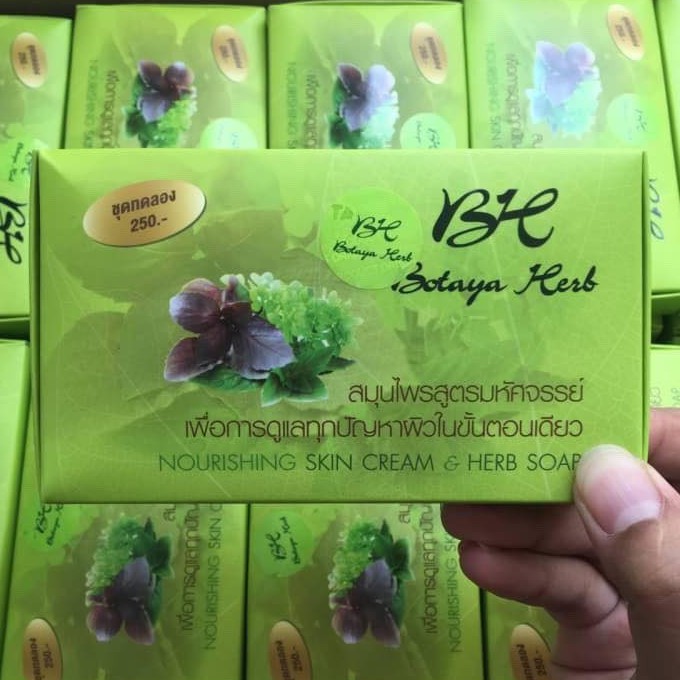 ชุดทดลอง
250.-
BH
Botaya Herb
BH
Botaya Herb
สมุนไพรสูตรมหัศจรรย์
เพื่อการดูแลทุกปัญหาผิวในขั้นตอนเดียว
NOURISHING SKIN CREAM & HERB SOAP